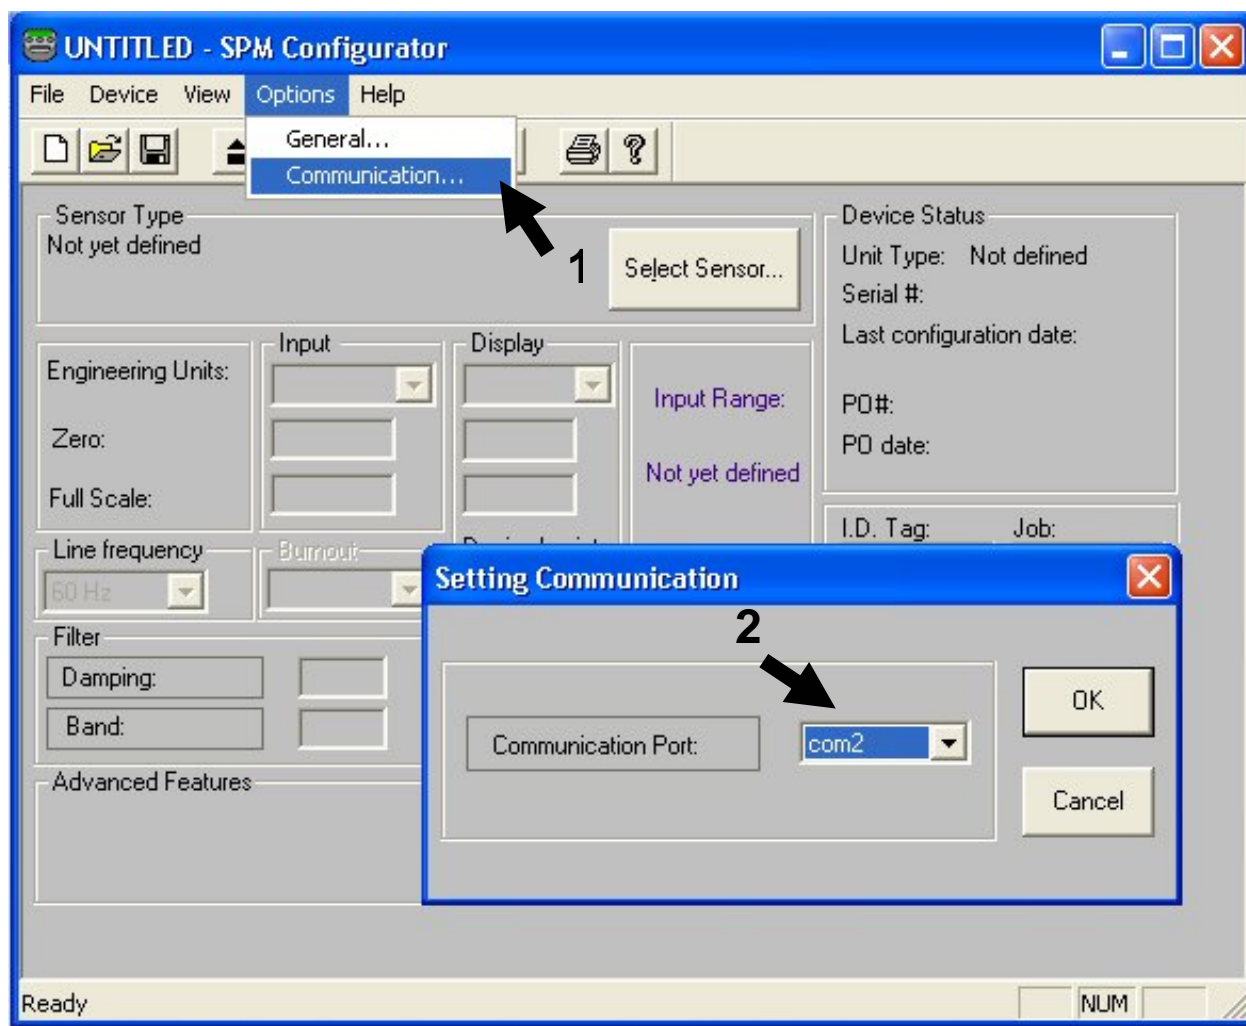 UNTITLED - SPM Configurator
File Device View Options Help
General...
Communication...
1
Sensor Type
Not yet defined
Select Sensor...
Device Status
Unit Type: Not defined
Serial #:
Last configuration date:
PO#:
PO date:
Input
Display
Engineering Units:
Zero:
Full Scale:
Input Range:
Not yet defined
I.D. Tag: Job:
Line frequency
60 Hz
Burnout
Filter
Damping:
Band:
Advanced Features
Setting Communication
2
Communication Port:
com2
OK
Cancel
Ready
NUM